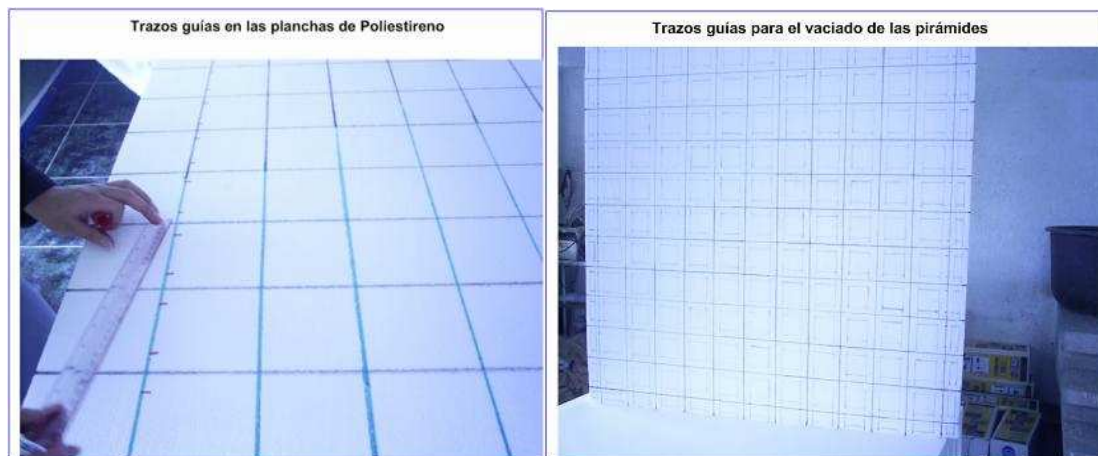 Trazos guías en las planchas de Poliestireno
Trazos guías para el vaciado de las pirámides